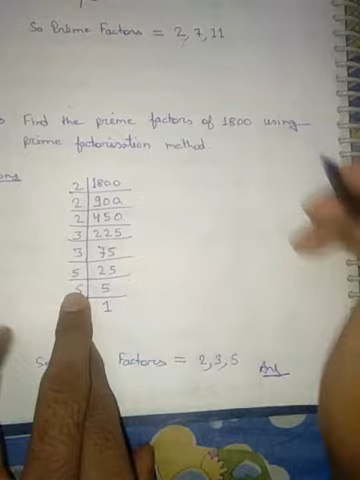 So Prime Factors = 2, 7, 11
Find the prime factors of 1800 using
prime factorisation method.
2 | 1800
2 | 900
2 | 450
3 | 225
3 | 75
5 | 25
5 | 5
1
Factors = 2, 3, 5 Ans